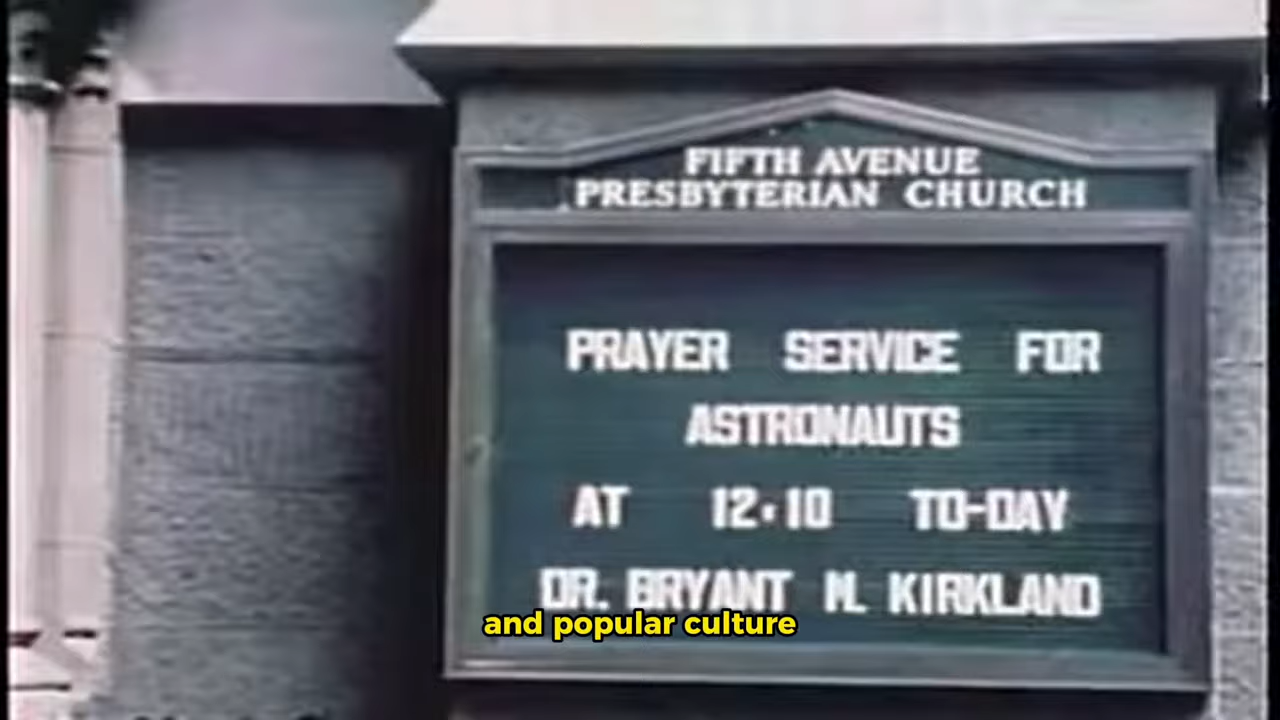 FIFTH AVENUE
PRESBYTERIAN CHURCH
PRAYER SERVICE FOR
ASTRONAUTS
AT 12·10 TO-DAY
DR. BRYANT M. KIRKLAND
and popular culture